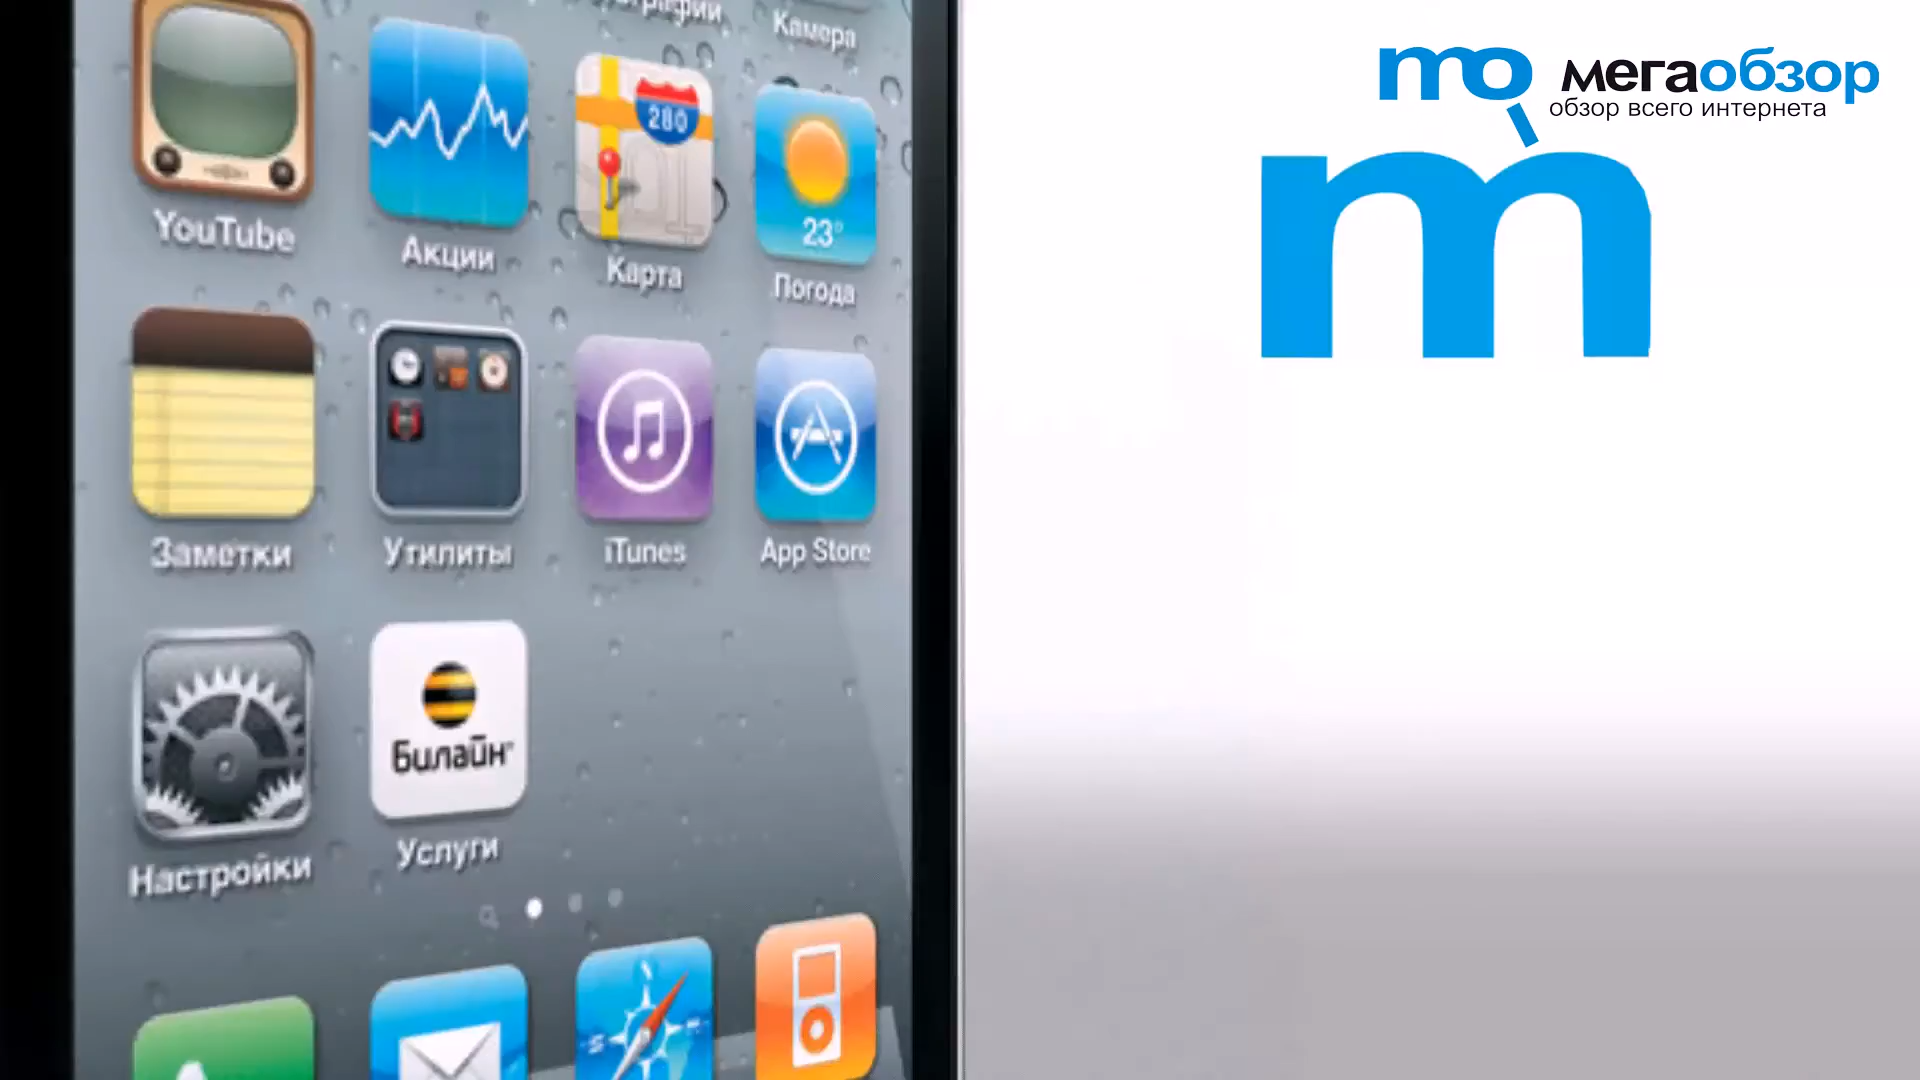 Камера
YouTube
Акции
280
Карта
23°
Погода
Заметки
Утилиты
iTunes
App Store
Настройки
Билайн
Услуги
mo мегаобзор
обзор всего интернета
m